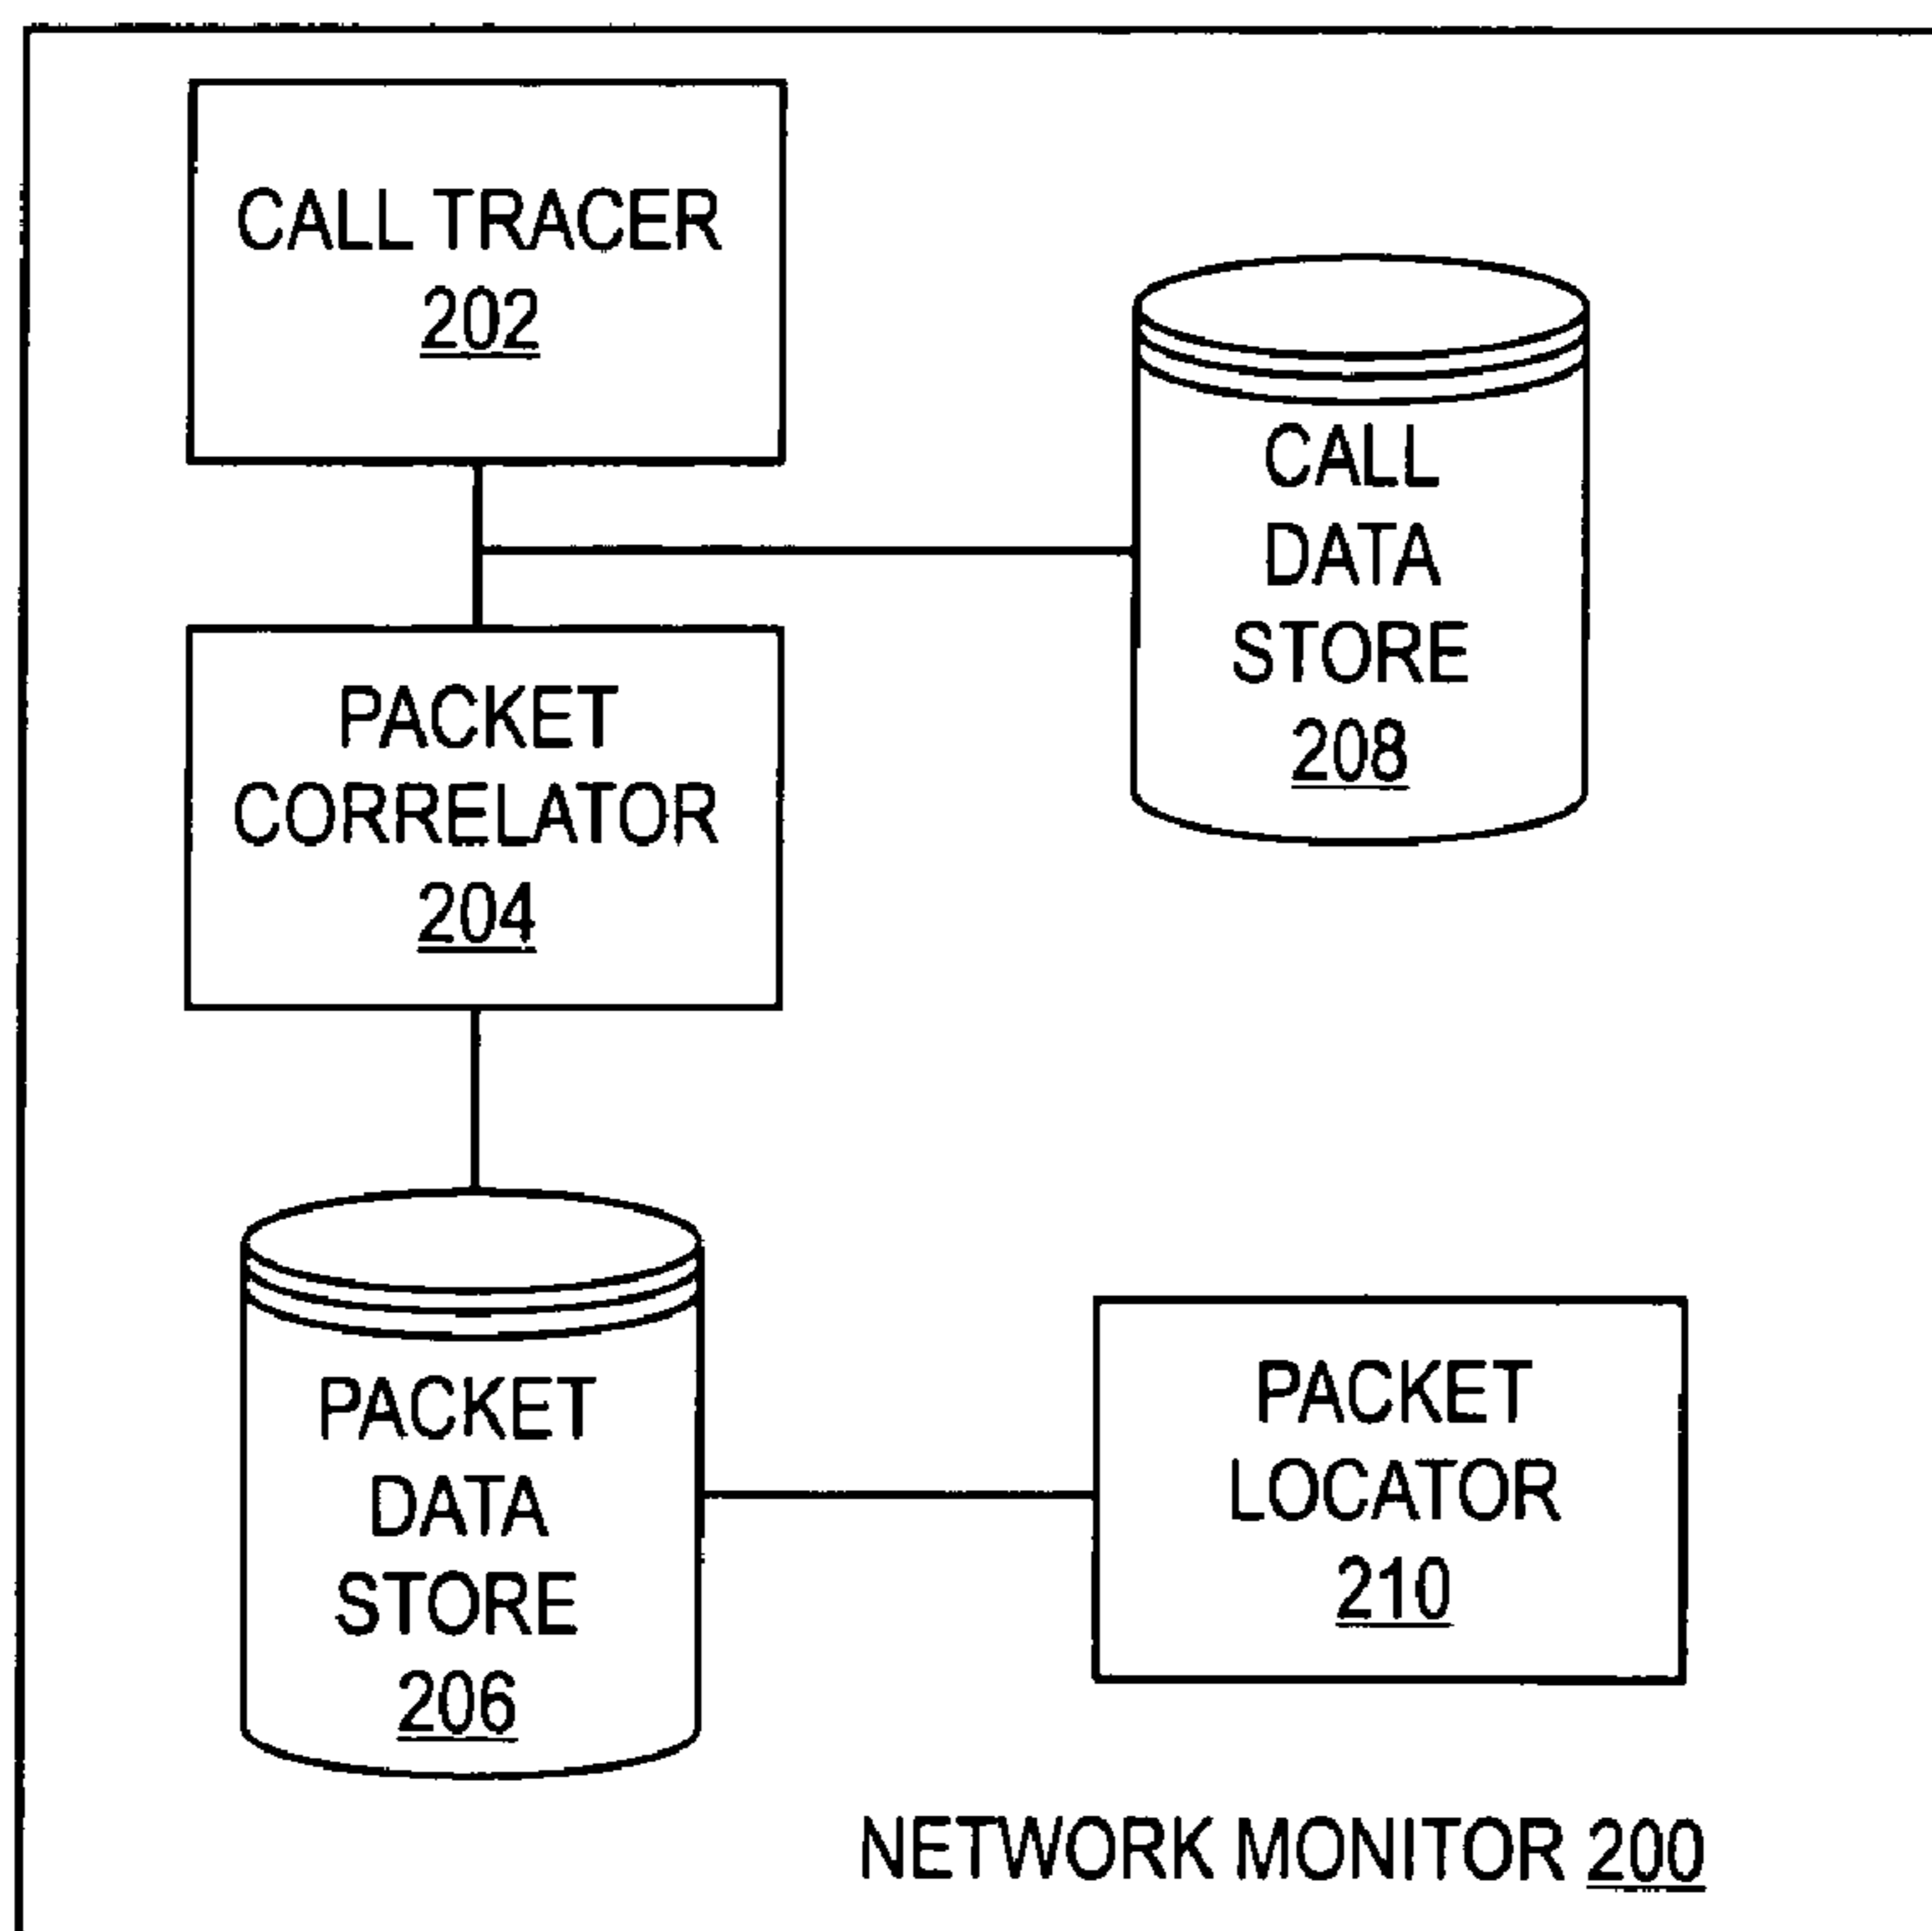 CALL TRACER
202
CALL
DATA
STORE
208
PACKET
CORRELATOR
204
PACKET
DATA
STORE
206
PACKET
LOCATOR
210
NETWORK MONITOR 200